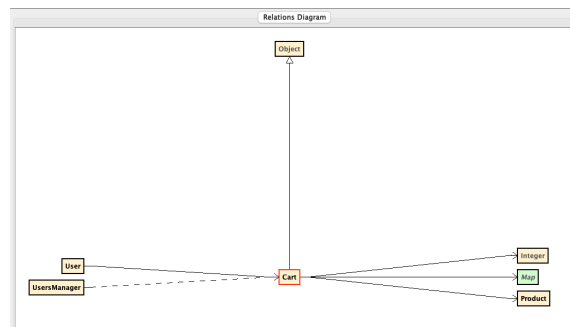 Relations Diagram
Object
User
UsersManager
Cart
Integer
Map
Product